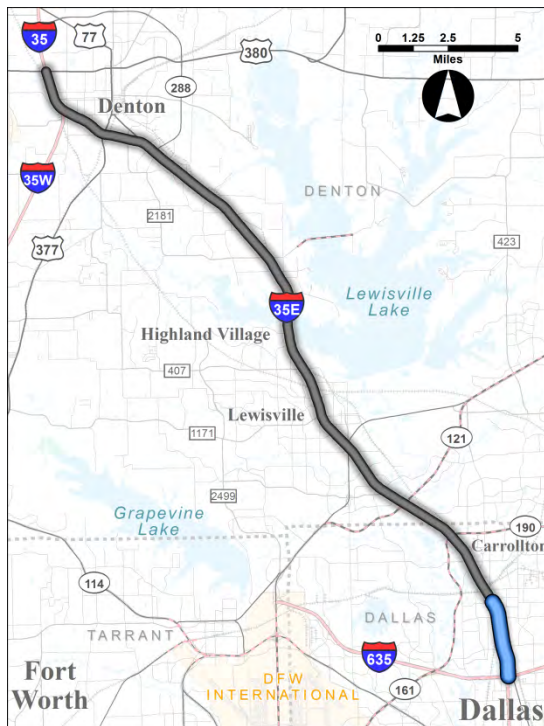 35
77
380
0 1.25 2.5 5
Miles
288
Denton
35W
DENTON
2181
377
423
Lewisville
Lake
35E
Highland Village
407
Lewisville
1171
121
2499
Grapevine
Lake
190
Carrollton
114
DALLAS
TARRANT
635
Fort
Worth
DFW
INTERNATIONAL
161
Dallas